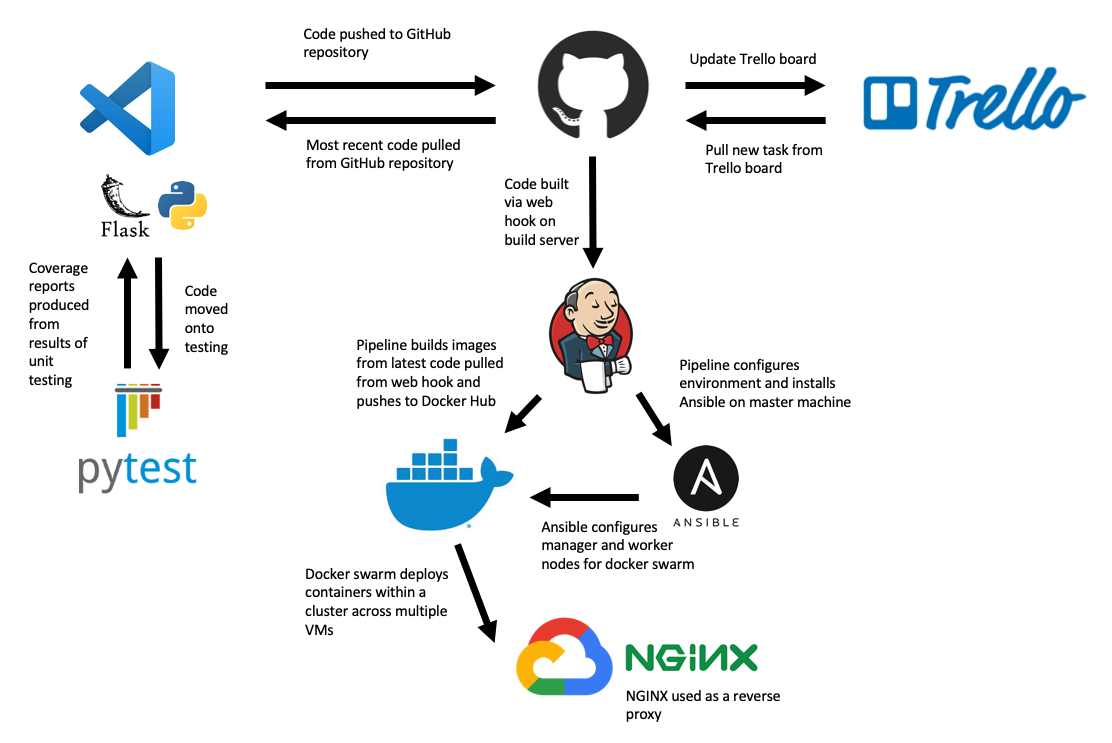 Code pushed to GitHub
repository
Update Trello board
Trello
Most recent code pulled
from GitHub repository
Pull new task from
Trello board
Flask
Code built
via web
hook on
build server
Coverage
reports
produced
from
results of
unit
testing
Code
moved
onto
testing
pytest
Pipeline builds images
from latest code pulled
from web hook and
pushes to Docker Hub
Pipeline configures
environment and installs
Ansible on master machine
A
ANSIBLE
Ansible configures
manager and worker
nodes for docker swarm
Docker swarm deploys
containers within a
cluster across multiple
VMs
NGINX
NGINX used as a reverse
proxy